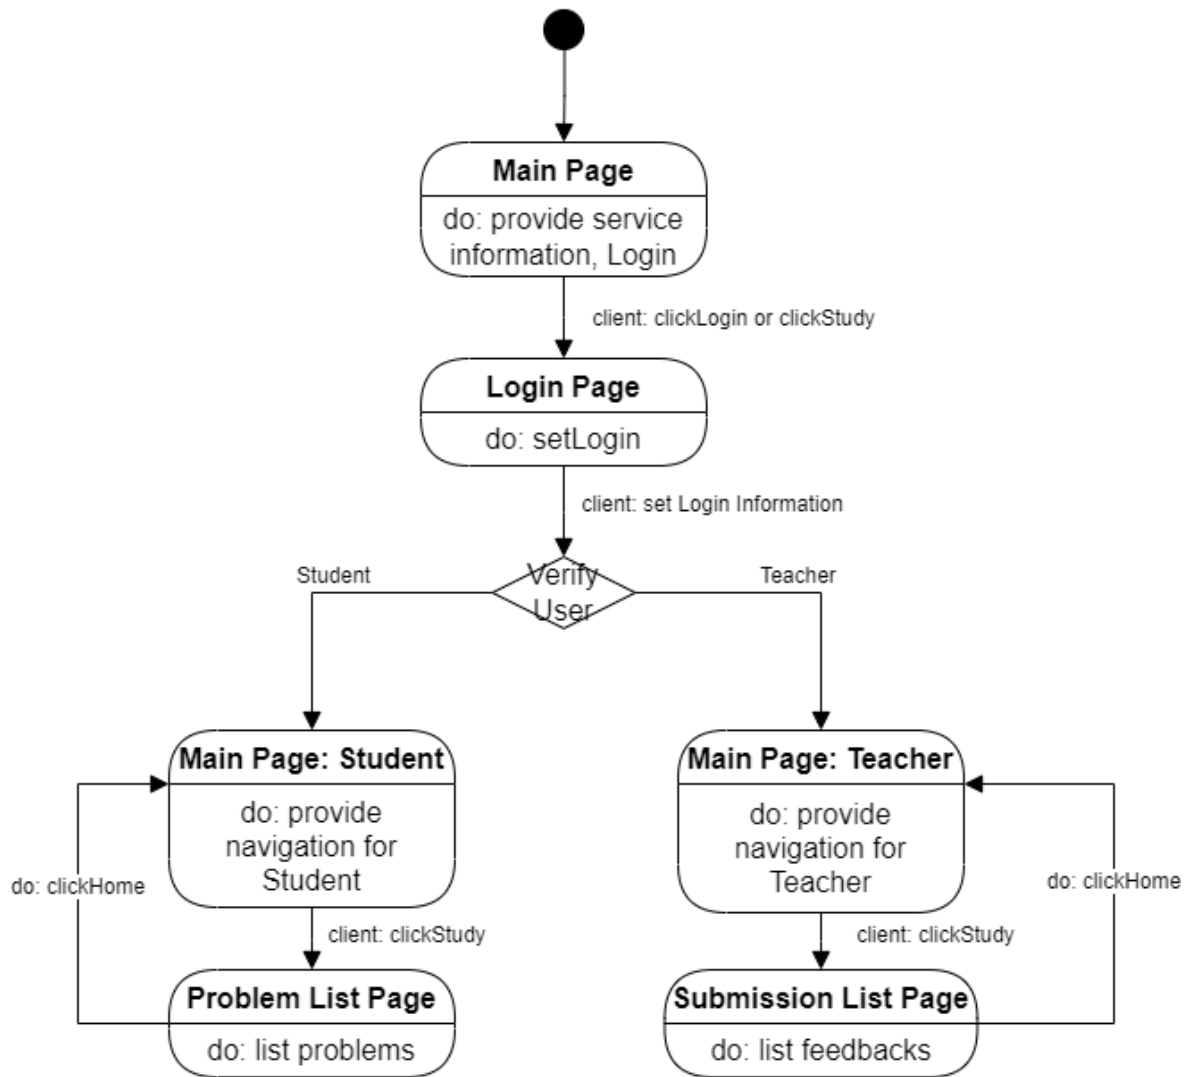 Main Page
do: provide service
information, Login
client: clickLogin or clickStudy
Login Page
do: setLogin
client: set Login Information
Student
Verify
User
Teacher
Main Page: Student
do: provide
navigation for
Student
Main Page: Teacher
do: provide
navigation for
Teacher
do: clickHome
do: clickHome
client: clickStudy
client: clickStudy
Problem List Page
do: list problems
Submission List Page
do: list feedbacks